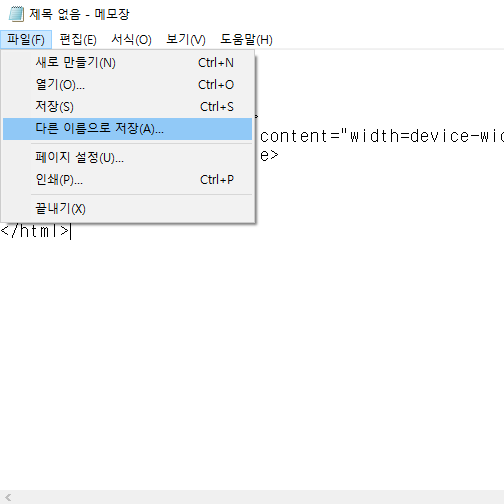 제목 없음 - 메모장
파일(F) 편집(E) 서식(O) 보기(V) 도움말(H)
새로 만들기(N) Ctrl+N
열기(O)... Ctrl+O
저장(S) Ctrl+S
다른 이름으로 저장(A)...
content="width=device-wid
페이지 설정(U)... e>
인쇄(P)... Ctrl+P
끝내기(X)
</html>